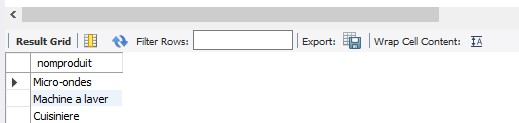 Result Grid Filter Rows: Export: Wrap Cell Content:
nomproduit
Micro-ondes
Machine a laver
Cuisiniere